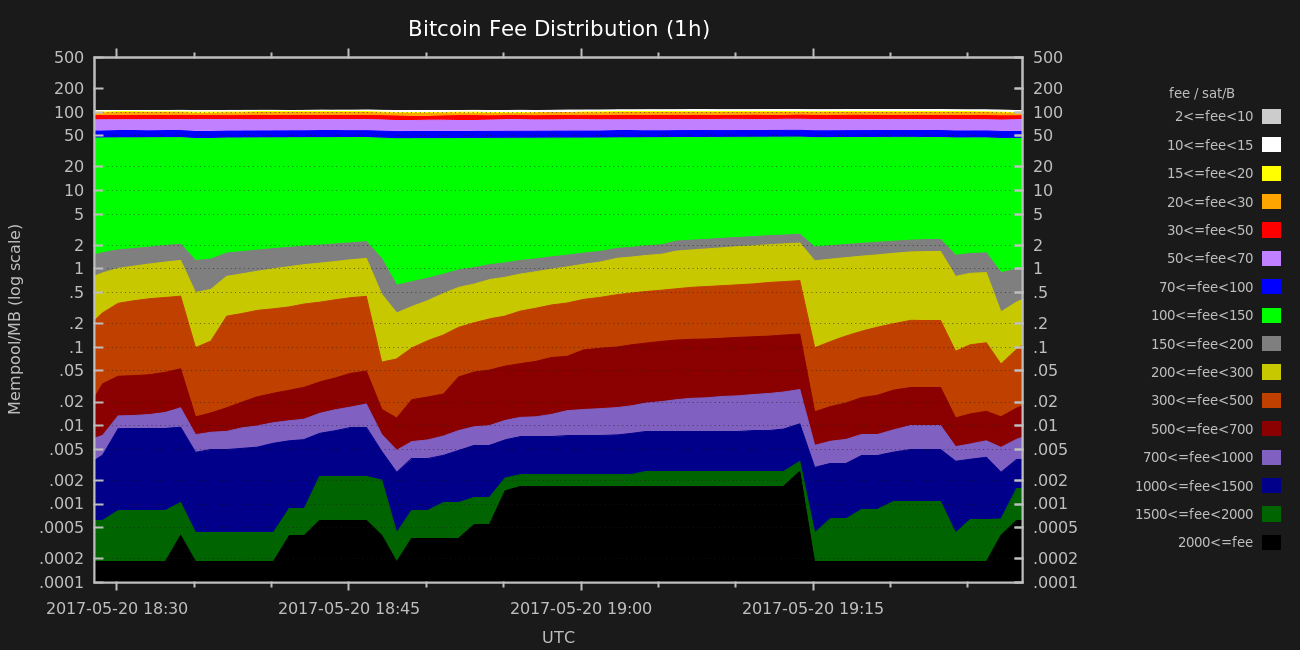 Bitcoin Fee Distribution (1h)
Mempool/MB (log scale)
500
200
100
50
20
10
5
2
1
.5
.2
.1
.05
.02
.01
.005
.002
.001
.0005
.0002
.0001
500
200
100
50
20
10
5
2
1
.5
.2
.1
.05
.02
.01
.005
.002
.001
.0005
.0002
.0001
2017-05-20 18:30
2017-05-20 18:45
2017-05-20 19:00
2017-05-20 19:15
UTC
fee / sat/B
2<=fee<10
10<=fee<15
15<=fee<20
20<=fee<30
30<=fee<50
50<=fee<70
70<=fee<100
100<=fee<150
150<=fee<200
200<=fee<300
300<=fee<500
500<=fee<700
700<=fee<1000
1000<=fee<1500
1500<=fee<2000
2000<=fee